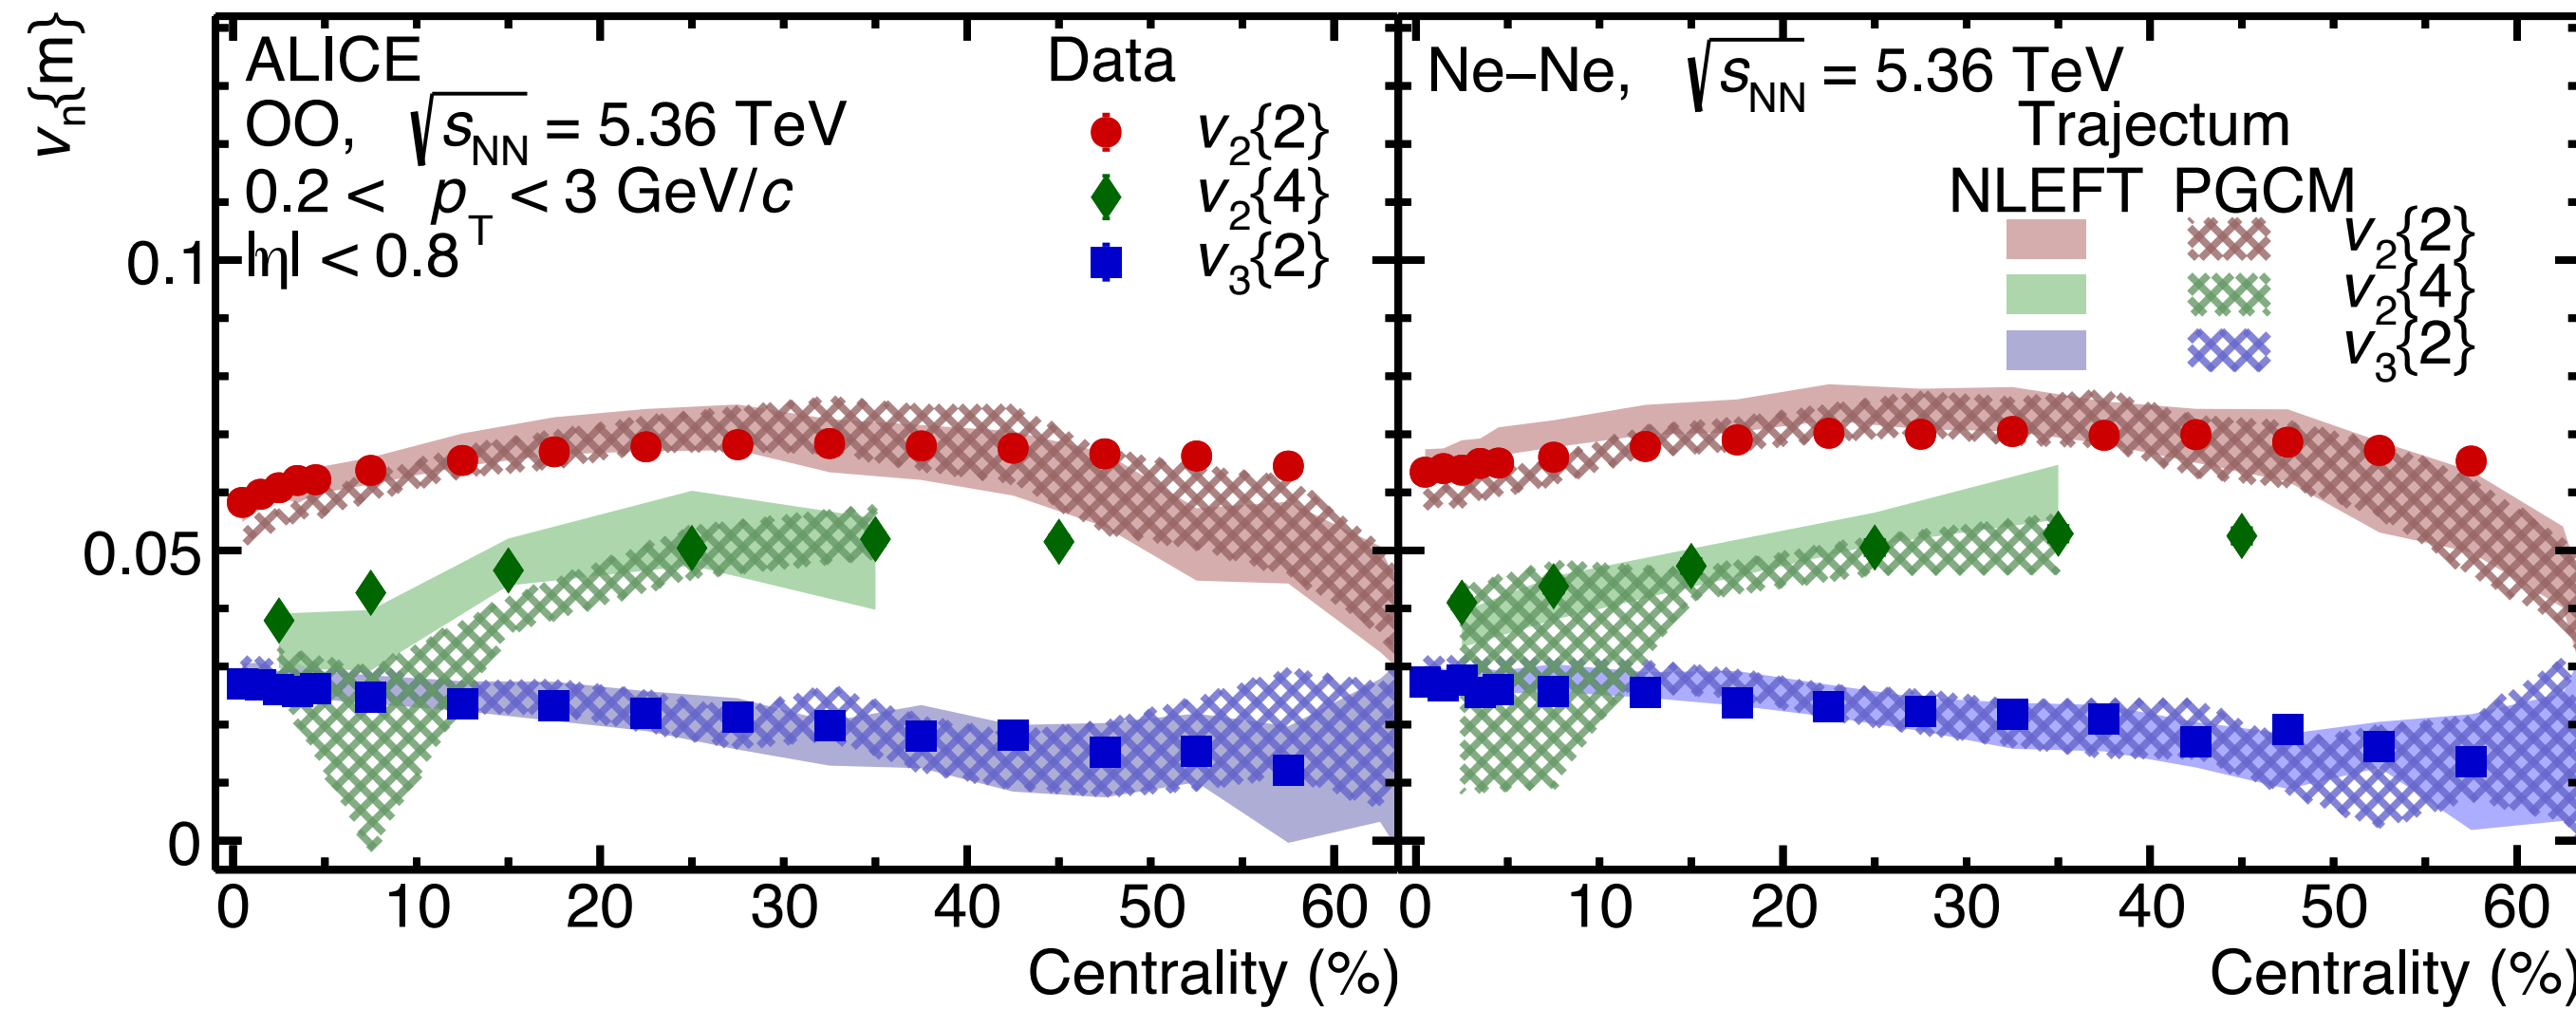 v_n{m}
ALICE
OO, √s_NN = 5.36 TeV
0.2 < p_T < 3 GeV/c
|η| < 0.8
Data
v_2{2}
v_2{4}
v_3{2}
0.1
0.05
0
0 10 20 30 40 50 60
Centrality (%)
Ne–Ne, √s_NN = 5.36 TeV
Trajectum
NLEFT PGCM
v_2{2}
v_2{4}
v_3{2}
0 10 20 30 40 50 60
Centrality (%)